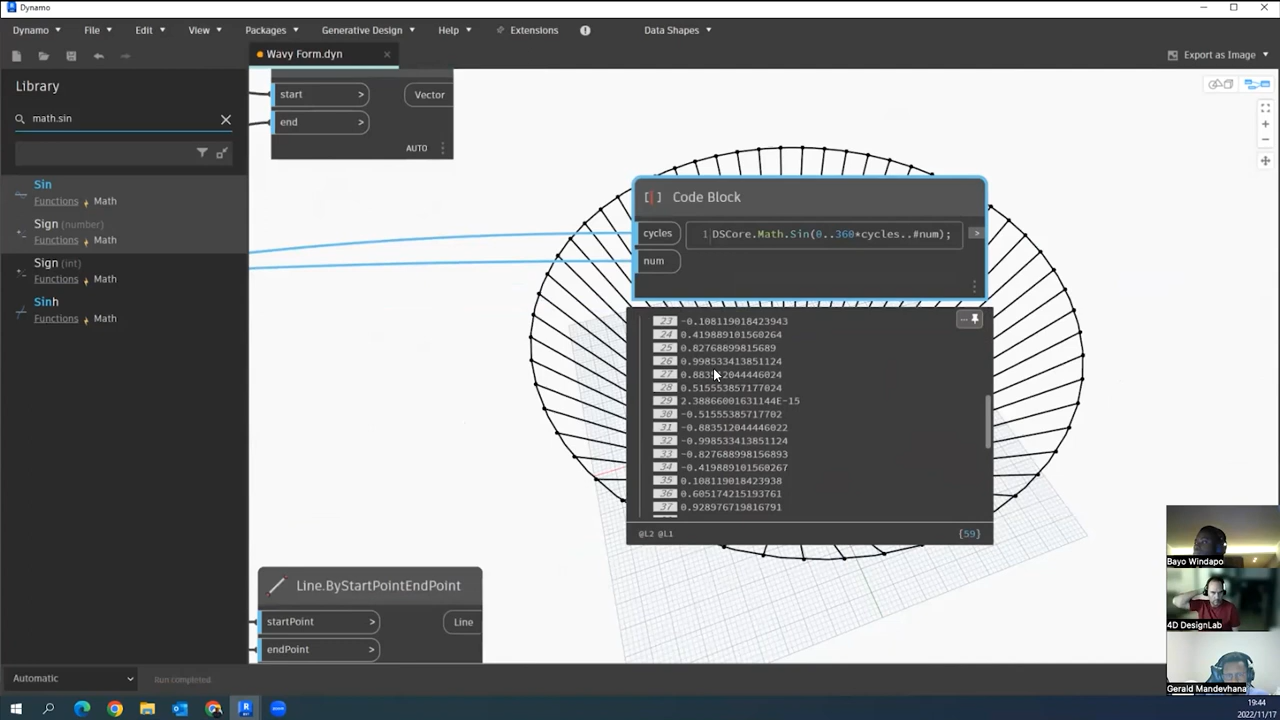 Dynamo
Dynamo File Edit View Packages Generative Design Help Extensions Data Shapes
Wavy Form.dyn
Export as Image
Library
math.sin
Sin
Functions Math
Sign (number)
Functions Math
Sign (int)
Functions Math
Sinh
Functions Math
start >
Vector
end >
AUTO
[ ] Code Block
cycles
1 DSCore.Math.Sin(0..360*cycles..#num);
>
num
23 -0.108119018423943
24 0.419889101560264
25 0.82768899815689
26 0.998533413851124
27 0.883512044446024
28 0.515553857177024
29 2.38866001631144E-15
30 -0.51555385717702
31 -0.883512044446022
32 -0.998533413851124
33 -0.827688998156893
34 -0.419889101560267
35 0.108119018423938
36 0.605174215193761
37 0.928976719816791
@L2 @L1
{59}
Line.ByStartPointEndPoint
startPoint >
Line
endPoint >
Automatic
Run completed.
Bayo Windapo
4D DesignLab
Gerald Mandevhana
19:44
2022/11/17